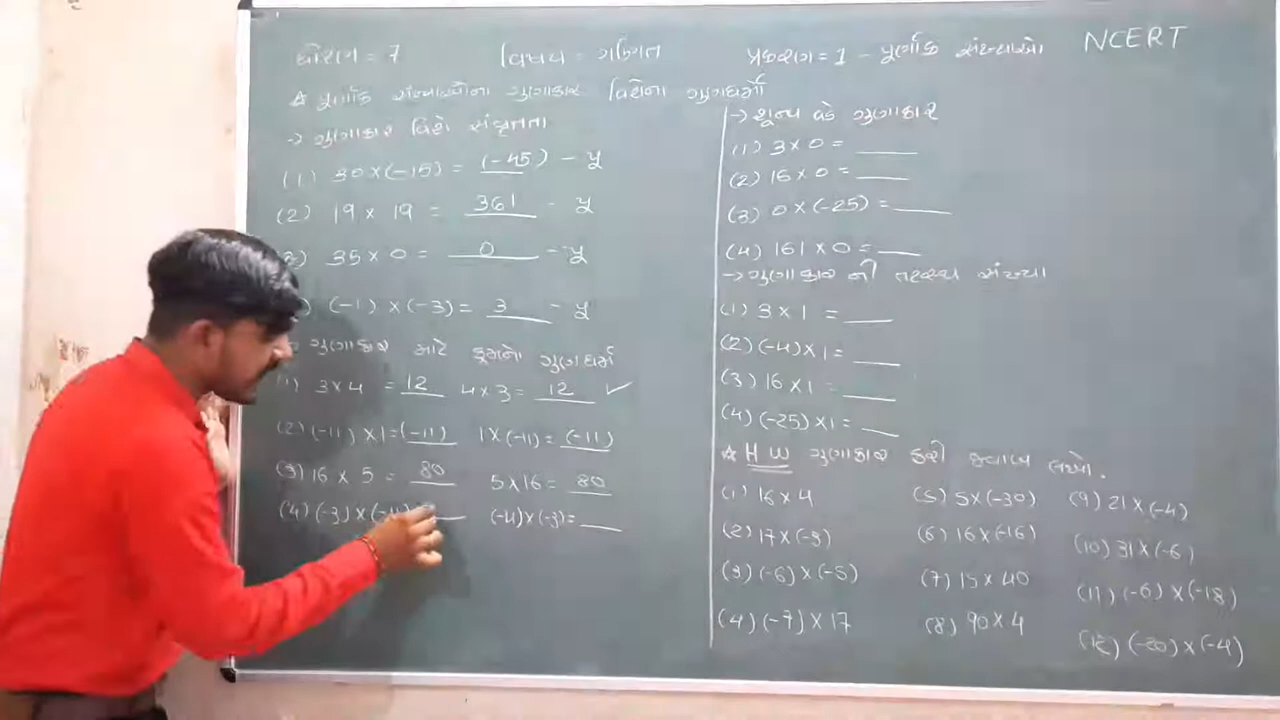 ધોરણ = 7 વિષય = ગણિત પ્રકરણ = 1 - પૂર્ણાંક સંખ્યાઓ NCERT
☆ પૂર્ણાંક સંખ્યાઓના ગુણાકાર વિશેના ગુણધર્મો
→ ગુણાકાર વિશે સંવૃતતા
(1) 30 × (-15) = (-45) - પૂ
(2) 19 × 19 = 361 - પૂ
35 × 0 = 0 - પૂ
(-1) × (-3) = 3 - પૂ
ગુણાકાર માટે ક્રમનો ગુણધર્મ
(1) 3 × 4 = 12 4 × 3 = 12 ✓
(2) (-11) × 1 = (-11) 1 × (-11) = (-11)
(3) 16 × 5 = 80 5 × 16 = 80
(4) (-3) × (-4) (-4) × (-3) = ___
→ શૂન્ય વડે ગુણાકાર
(1) 3 × 0 = ___
(2) 16 × 0 = ___
(3) 0 × (-25) = ___
(4) 161 × 0 = ___
→ ગુણાકાર ની તટસ્થ સંખ્યા
(1) 3 × 1 = ___
(2) (-4) × 1 = ___
(3) 16 × 1 = ___
(4) (-25) × 1 = ___
☆ HW ગુણાકાર કરી જવાબ લખો.
(1) 16 × 4 (5) 5 × (-30) (9) 21 × (-4)
(2) 17 × (-3) (6) 16 × (-16) (10) 31 × (-6)
(3) (-6) × (-5) (7) 15 × 40 (11) (-6) × (-18)
(4) (-7) × 17 (8) 90 × 4 (12) (-20) × (-4)